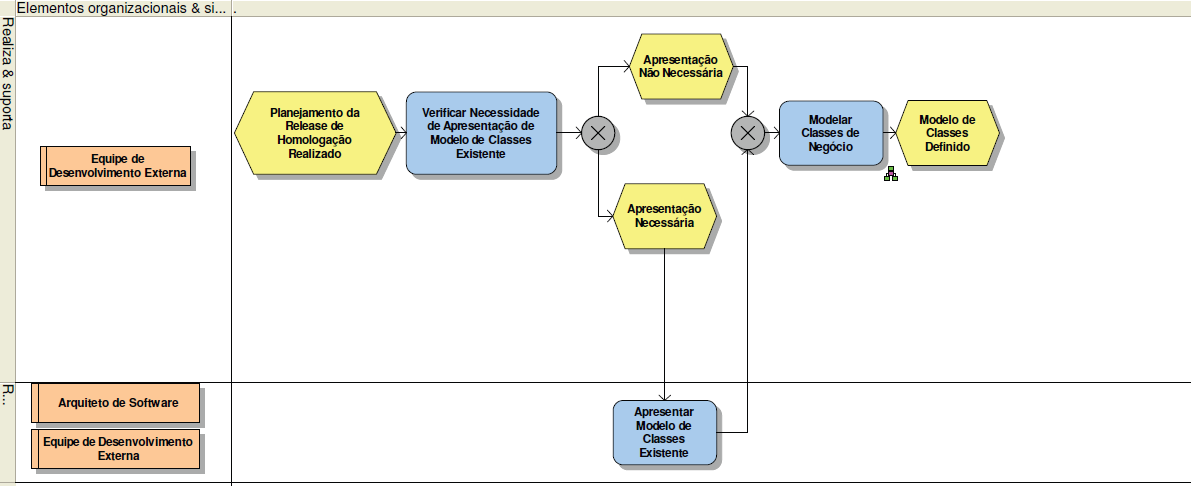 Elementos organizacionais & si... .
Realiza & suporta
Equipe de
Desenvolvimento Externa
Planejamento da
Release de
Homologação
Realizado
Verificar Necessidade
de Apresentação de
Modelo de Classes
Existente
Apresentação
Não Necessária
Apresentação
Necessária
Modelar
Classes de
Negócio
Modelo de
Classes
Definido
R...
Arquiteto de Software
Equipe de Desenvolvimento
Externa
Apresentar
Modelo de
Classes
Existente